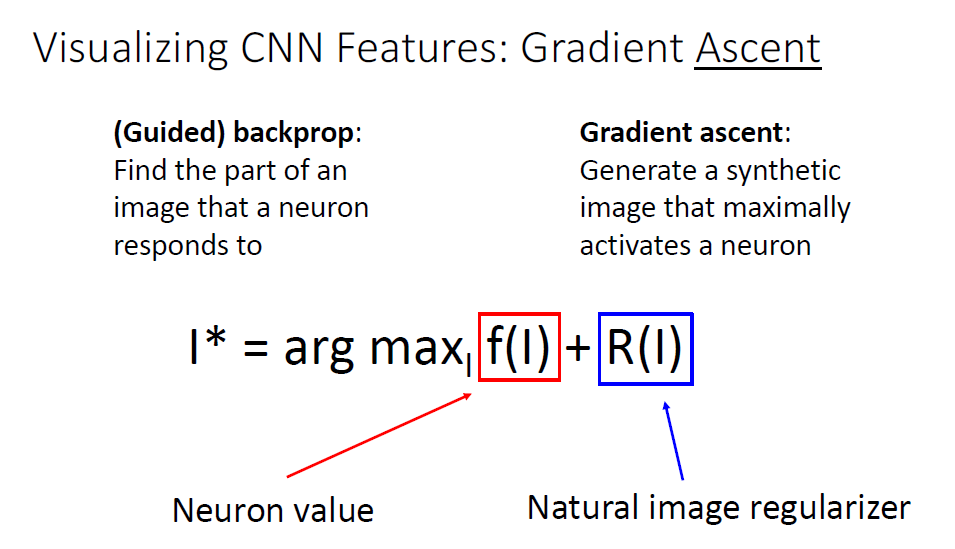 Visualizing CNN Features: Gradient Ascent
(Guided) backprop:
Find the part of an
image that a neuron
responds to
Gradient ascent:
Generate a synthetic
image that maximally
activates a neuron
I* = arg max_I f(I) + R(I)
Neuron value
Natural image regularizer